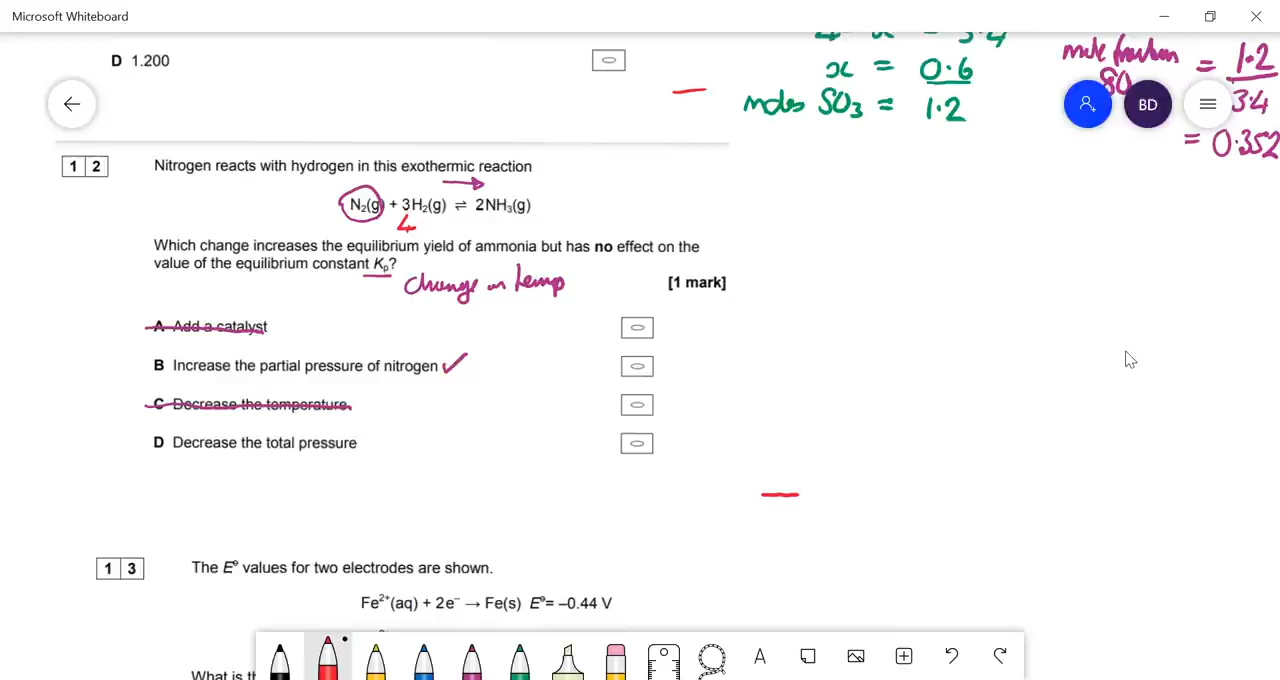 Microsoft Whiteboard
D 1.200
x = 0.6
moles SO3 = 1.2
mole fraction
= 1.2
3.4
= 0.352
BD
1 2
Nitrogen reacts with hydrogen in this exothermic reaction
N₂(g) + 3H₂(g) ⇌ 2NH₃(g)
4
Which change increases the equilibrium yield of ammonia but has no effect on the
value of the equilibrium constant Kₚ?
change in temp
[1 mark]
A Add a catalyst
B Increase the partial pressure of nitrogen
C Decrease the temperature
D Decrease the total pressure
1 3
The E⦵ values for two electrodes are shown.
Fe²⁺(aq) + 2e⁻ → Fe(s) E⦵= –0.44 V
What is
A